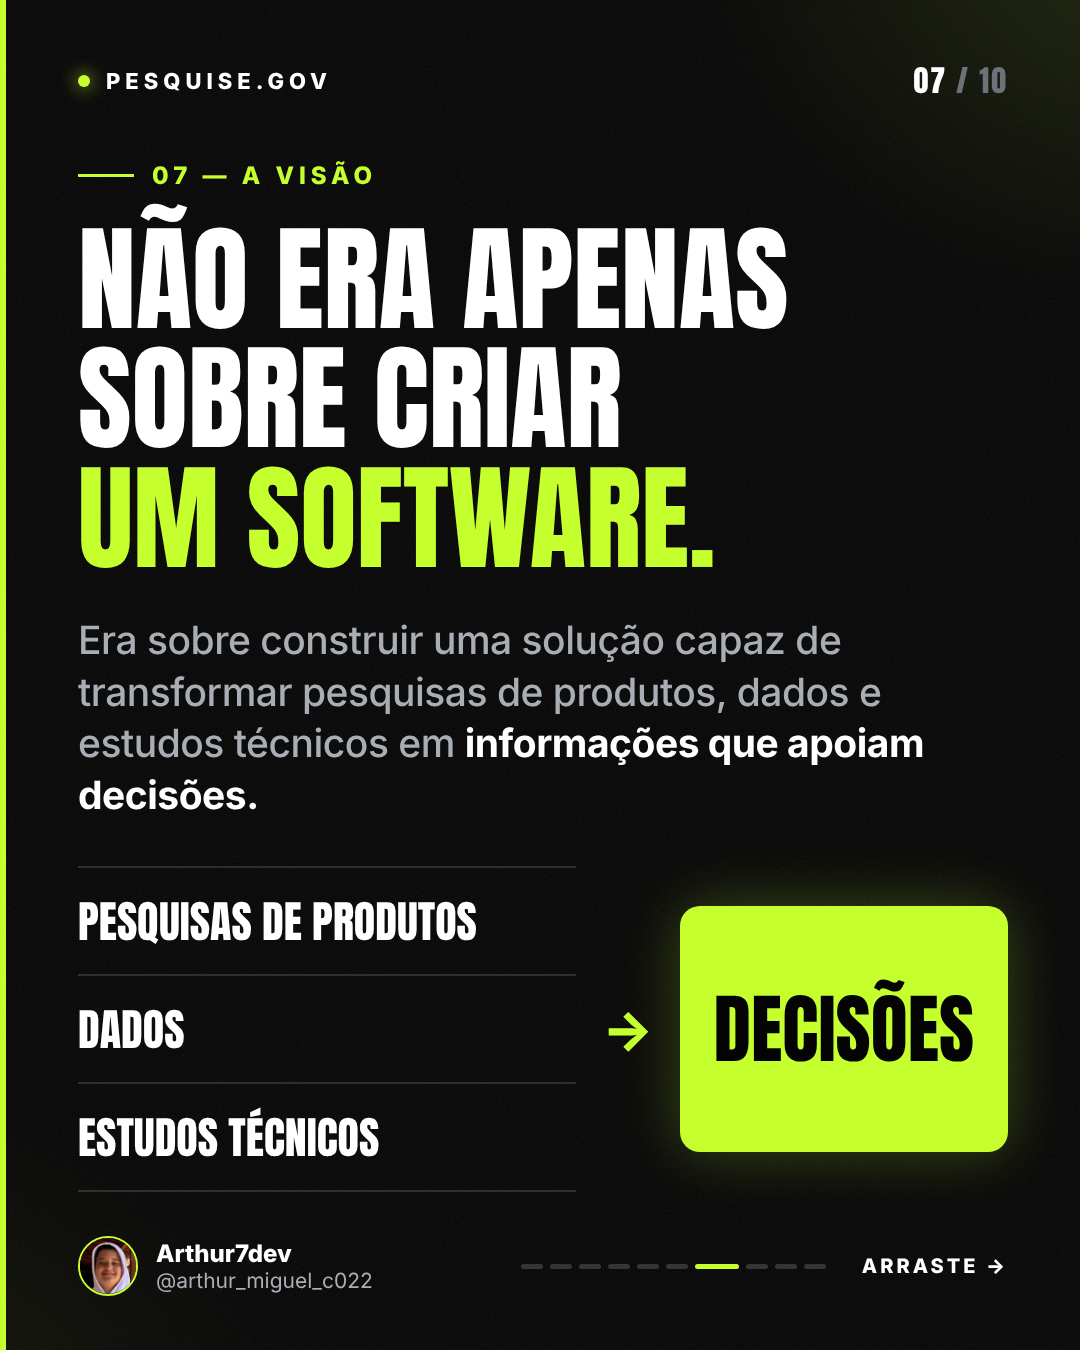 PESQUISE.GOV
07 / 10
07 — A VISÃO
NÃO ERA APENAS
SOBRE CRIAR
UM SOFTWARE.
Era sobre construir uma solução capaz de
transformar pesquisas de produtos, dados e
estudos técnicos em informações que apoiam
decisões.
PESQUISAS DE PRODUTOS
DADOS
ESTUDOS TÉCNICOS
→
DECISÕES
Arthur7dev
@arthur_miguel_c022
ARRASTE →